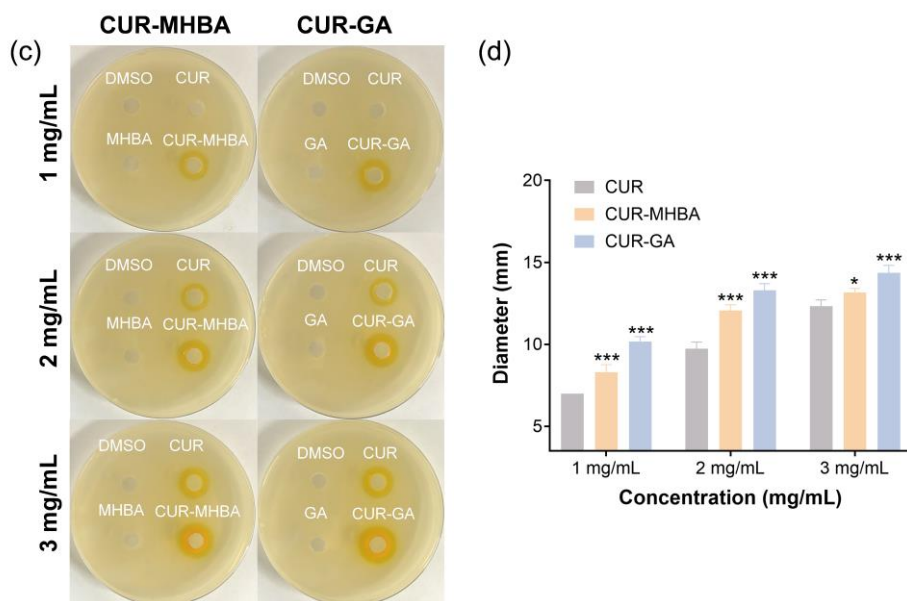 CUR-MHBA CUR-GA
(c)
1 mg/mL
DMSO CUR
MHBA CUR-MHBA
DMSO CUR
GA CUR-GA
2 mg/mL
DMSO CUR
MHBA CUR-MHBA
DMSO CUR
GA CUR-GA
3 mg/mL
DMSO CUR
MHBA CUR-MHBA
DMSO CUR
GA CUR-GA
(d)
Diameter (mm)
20
15
10
5
CUR
CUR-MHBA
CUR-GA
*** ***
*** ***
* ***
1 mg/mL 2 mg/mL 3 mg/mL
Concentration (mg/mL)